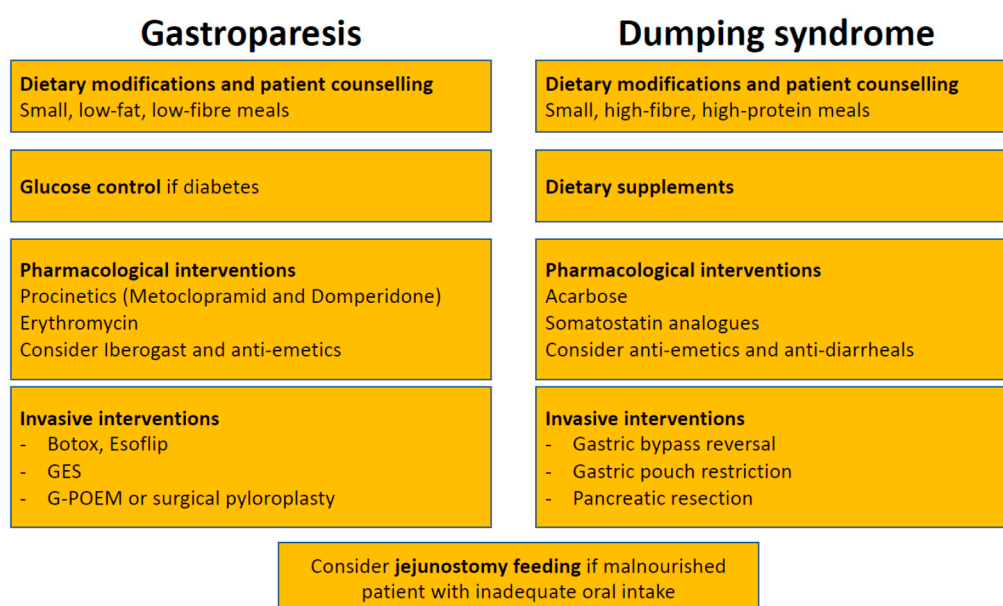 Gastroparesis
Dietary modifications and patient counselling
Small, low-fat, low-fibre meals
Glucose control if diabetes
Pharmacological interventions
Procinetics (Metoclopramid and Domperidone)
Erythromycin
Consider Iberogast and anti-emetics
Invasive interventions
- Botox, Esoflip
- GES
- G-POEM or surgical pyloroplasty
Dumping syndrome
Dietary modifications and patient counselling
Small, high-fibre, high-protein meals
Dietary supplements
Pharmacological interventions
Acarbose
Somatostatin analogues
Consider anti-emetics and anti-diarrheals
Invasive interventions
- Gastric bypass reversal
- Gastric pouch restriction
- Pancreatic resection
Consider jejunostomy feeding if malnourished
patient with inadequate oral intake